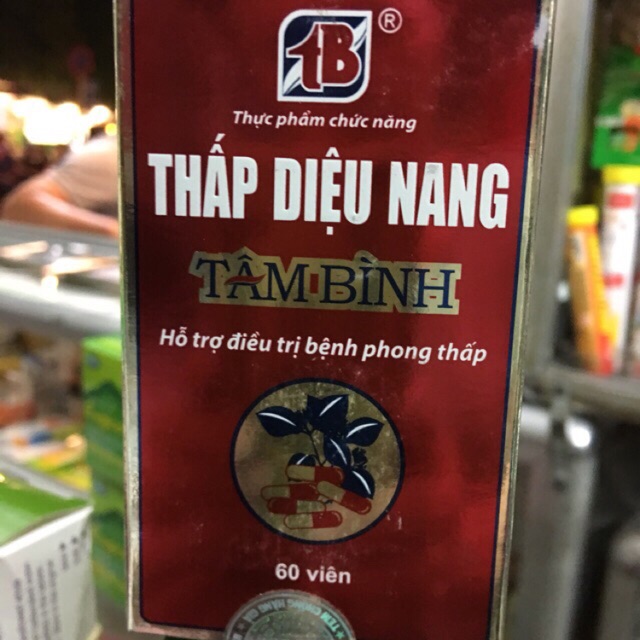 TB ®
Thực phẩm chức năng
THẤP DIỆU NANG
TÂM BÌNH
Hỗ trợ điều trị bệnh phong thấp
60 viên